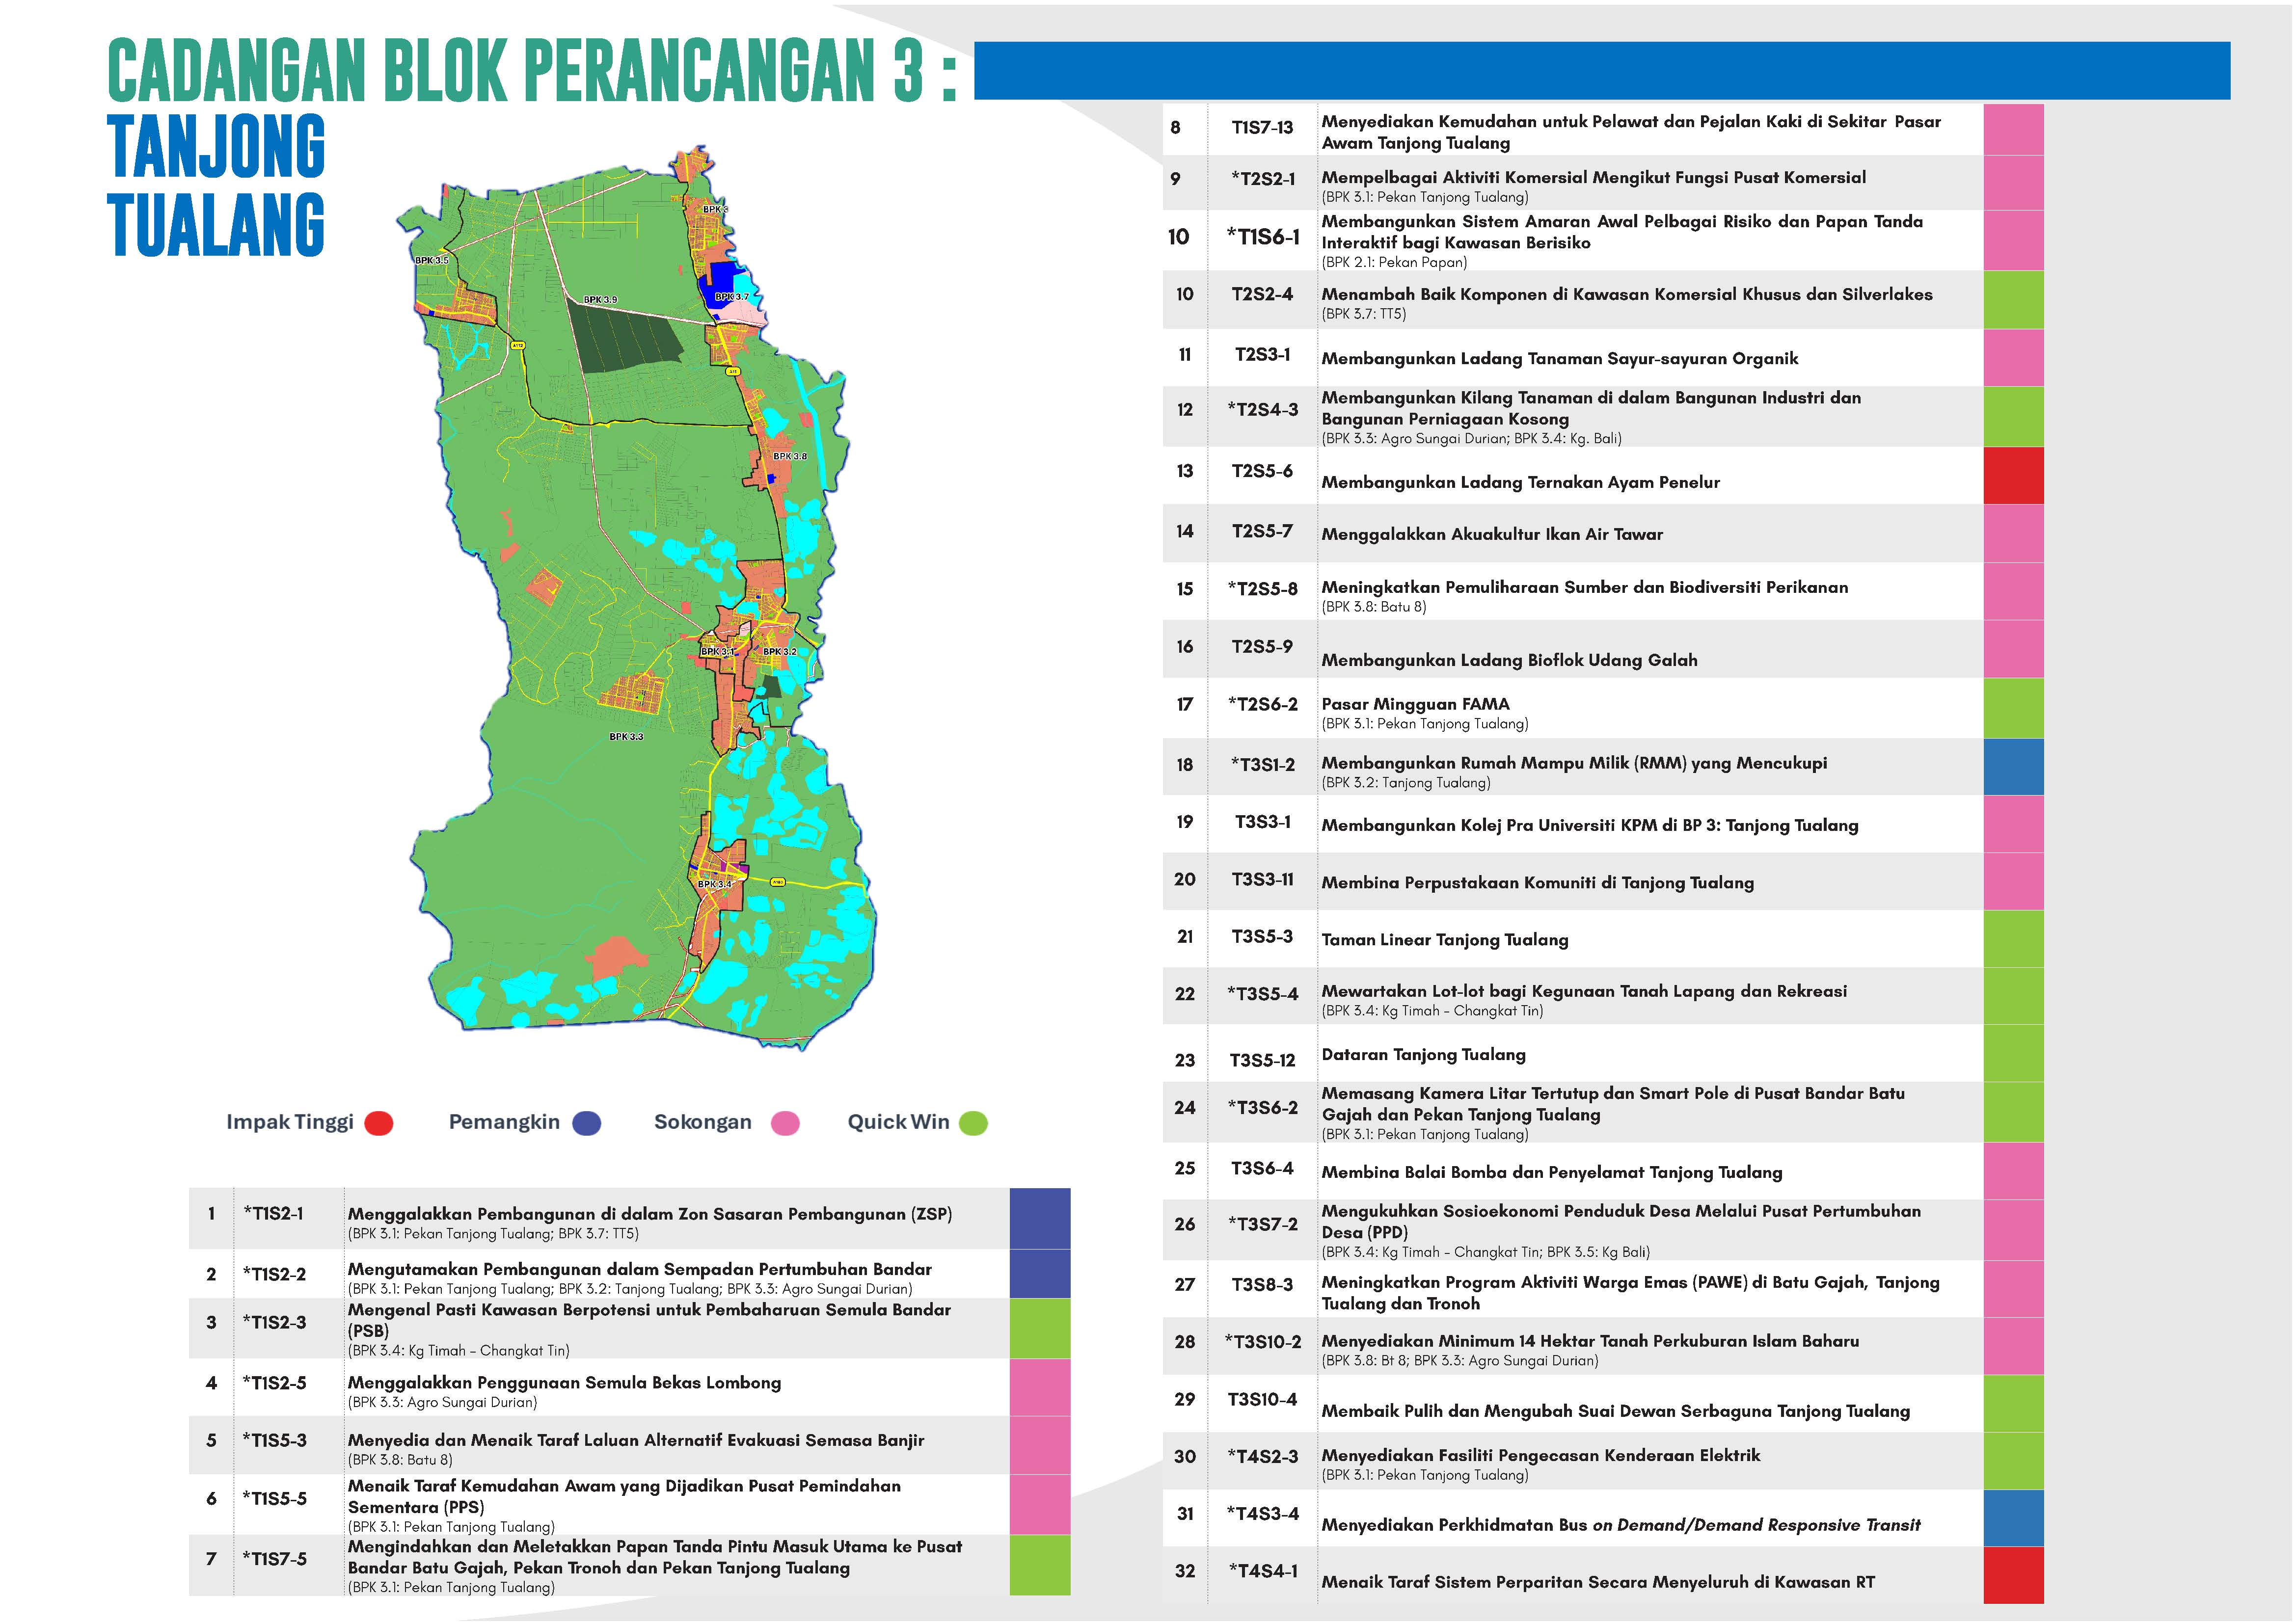 CADANGAN BLOK PERANCANGAN 3 :
TANJONG
TUALANG
BPK 3
BPK 3.5
BPK 3.9
BPK 3.7
A112
A15
BPK 3.8
BPK 3.1
BPK 3.2
BPK 3.3
BPK 3.4
Impak Tinggi
Pemangkin
Sokongan
Quick Win
1 *T1S2-1 Menggalakkan Pembangunan di dalam Zon Sasaran Pembangunan (ZSP)
(BPK 3.1: Pekan Tanjong Tualang; BPK 3.7: TT5)
2 *T1S2-2 Mengutamakan Pembangunan dalam Sempadan Pertumbuhan Bandar
(BPK 3.1: Pekan Tanjong Tualang; BPK 3.2: Tanjong Tualang; BPK 3.3: Agro Sungai Durian)
3 *T1S2-3 Mengenal Pasti Kawasan Berpotensi untuk Pembaharuan Semula Bandar
(PSB)
(BPK 3.4: Kg Timah - Changkat Tin)
4 *T1S2-5 Menggalakkan Penggunaan Semula Bekas Lombong
(BPK 3.3: Agro Sungai Durian)
5 *T1S5-3 Menyedia dan Menaik Taraf Laluan Alternatif Evakuasi Semasa Banjir
(BPK 3.8: Batu 8)
6 *T1S5-5 Menaik Taraf Kemudahan Awam yang Dijadikan Pusat Pemindahan
Sementara (PPS)
(BPK 3.1: Pekan Tanjong Tualang)
7 *T1S7-5 Mengindahkan dan Meletakkan Papan Tanda Pintu Masuk Utama ke Pusat
Bandar Batu Gajah, Pekan Tronoh dan Pekan Tanjong Tualang
(BPK 3.1: Pekan Tanjong Tualang)
8 T1S7-13 Menyediakan Kemudahan untuk Pelawat dan Pejalan Kaki di Sekitar Pasar
Awam Tanjong Tualang
9 *T2S2-1 Mempelbagai Aktiviti Komersial Mengikut Fungsi Pusat Komersial
(BPK 3.1: Pekan Tanjong Tualang)
10 *T1S6-1 Membangunkan Sistem Amaran Awal Pelbagai Risiko dan Papan Tanda
Interaktif bagi Kawasan Berisiko
(BPK 2.1: Pekan Papan)
10 T2S2-4 Menambah Baik Komponen di Kawasan Komersial Khusus dan Silverlakes
(BPK 3.7: TT5)
11 T2S3-1 Membangunkan Ladang Tanaman Sayur-sayuran Organik
12 *T2S4-3 Membangunkan Kilang Tanaman di dalam Bangunan Industri dan
Bangunan Perniagaan Kosong
(BPK 3.3: Agro Sungai Durian; BPK 3.4: Kg. Bali)
13 T2S5-6 Membangunkan Ladang Ternakan Ayam Penelur
14 T2S5-7 Menggalakkan Akuakultur Ikan Air Tawar
15 *T2S5-8 Meningkatkan Pemuliharaan Sumber dan Biodiversiti Perikanan
(BPK 3.8: Batu 8)
16 T2S5-9 Membangunkan Ladang Bioflok Udang Galah
17 *T2S6-2 Pasar Mingguan FAMA
(BPK 3.1: Pekan Tanjong Tualang)
18 *T3S1-2 Membangunkan Rumah Mampu Milik (RMM) yang Mencukupi
(BPK 3.2: Tanjong Tualang)
19 T3S3-1 Membangunkan Kolej Pra Universiti KPM di BP 3: Tanjong Tualang
20 T3S3-11 Membina Perpustakaan Komuniti di Tanjong Tualang
21 T3S5-3 Taman Linear Tanjong Tualang
22 *T3S5-4 Mewartakan Lot-lot bagi Kegunaan Tanah Lapang dan Rekreasi
(BPK 3.4: Kg Timah - Changkat Tin)
23 T3S5-12 Dataran Tanjong Tualang
24 *T3S6-2 Memasang Kamera Litar Tertutup dan Smart Pole di Pusat Bandar Batu
Gajah dan Pekan Tanjong Tualang
(BPK 3.1: Pekan Tanjong Tualang)
25 T3S6-4 Membina Balai Bomba dan Penyelamat Tanjong Tualang
26 *T3S7-2 Mengukuhkan Sosioekonomi Penduduk Desa Melalui Pusat Pertumbuhan
Desa (PPD)
(BPK 3.4: Kg Timah - Changkat Tin; BPK 3.5: Kg Bali)
27 T3S8-3 Meningkatkan Program Aktiviti Warga Emas (PAWE) di Batu Gajah, Tanjong
Tualang dan Tronoh
28 *T3S10-2 Menyediakan Minimum 14 Hektar Tanah Perkuburan Islam Baharu
(BPK 3.8: Bt 8; BPK 3.3: Agro Sungai Durian)
29 T3S10-4 Membaik Pulih dan Mengubah Suai Dewan Serbaguna Tanjong Tualang
30 *T4S2-3 Menyediakan Fasiliti Pengecasan Kenderaan Elektrik
(BPK 3.1: Pekan Tanjong Tualang)
31 *T4S3-4 Menyediakan Perkhidmatan Bus on Demand/Demand Responsive Transit
32 *T4S4-1 Menaik Taraf Sistem Perparitan Secara Menyeluruh di Kawasan RT